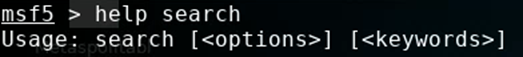 msf5 > help search
Usage: search [<options>] [<keywords>]